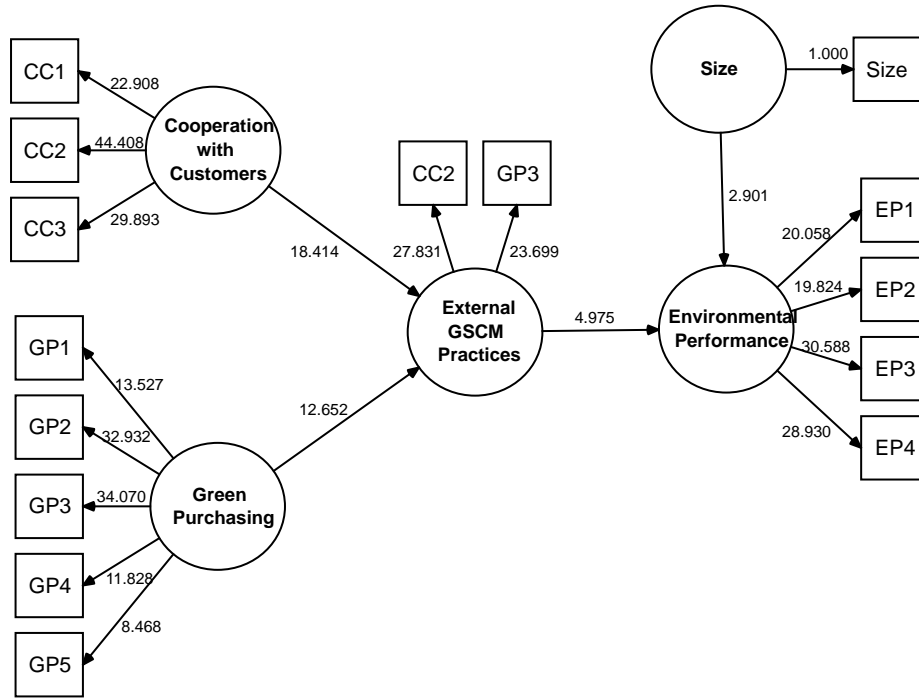 CC1
22.908
CC2
44.408
CC3
29.893
Cooperation
with
Customers
18.414
GP1
13.527
GP2
32.932
GP3
34.070
GP4
11.828
GP5
8.468
Green
Purchasing
12.652
CC2
GP3
27.831
23.699
External
GSCM
Practices
4.975
Size
1.000
Size
2.901
Environmental
Performance
EP1
20.058
EP2
19.824
EP3
30.588
EP4
28.930